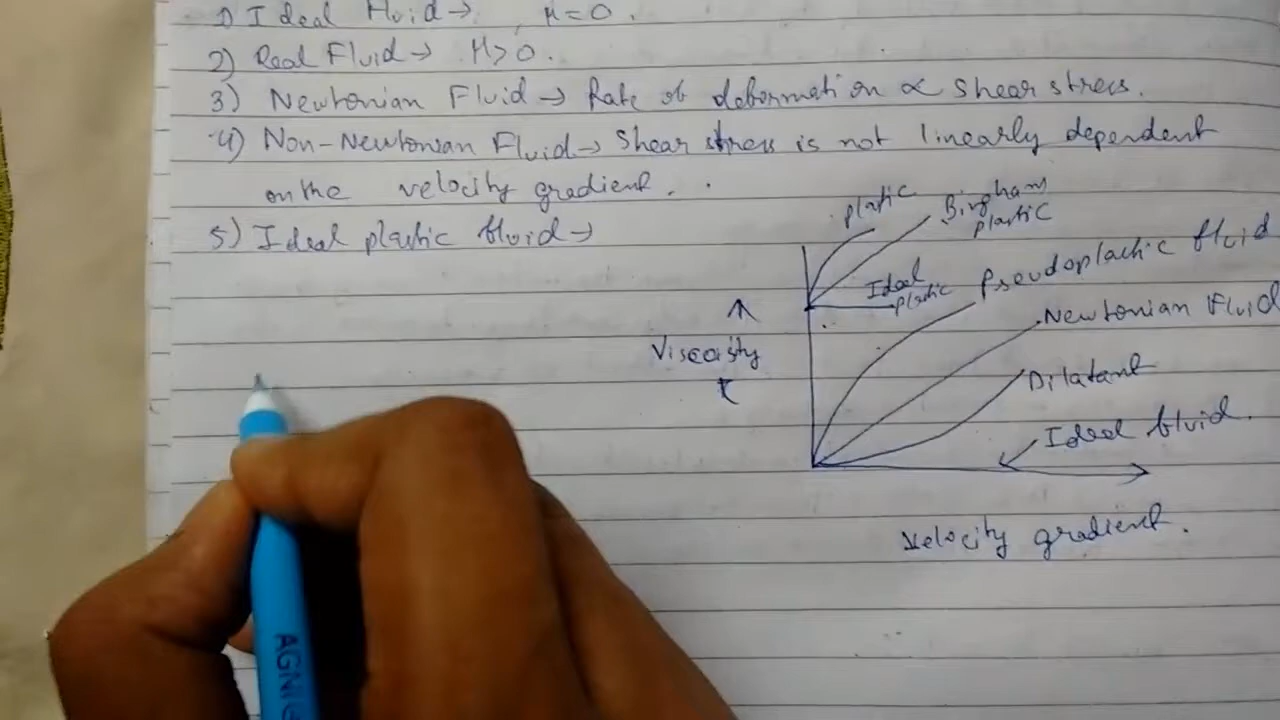 1) Ideal Fluid → μ = 0.
2) Real Fluid → μ > 0.
3) Newtonian Fluid → Rate of deformation ∝ Shear stress.
4) Non-Newtonian Fluid → Shear stress is not linearly dependent
on the velocity gradient.
5) Ideal plastic fluid →
plastic
Bingham
plastic
Ideal
plastic
Pseudoplastic fluid
Newtonian Fluid
Viscosity
τ
Dilatant
Ideal fluid.
Velocity gradient.
AGNI